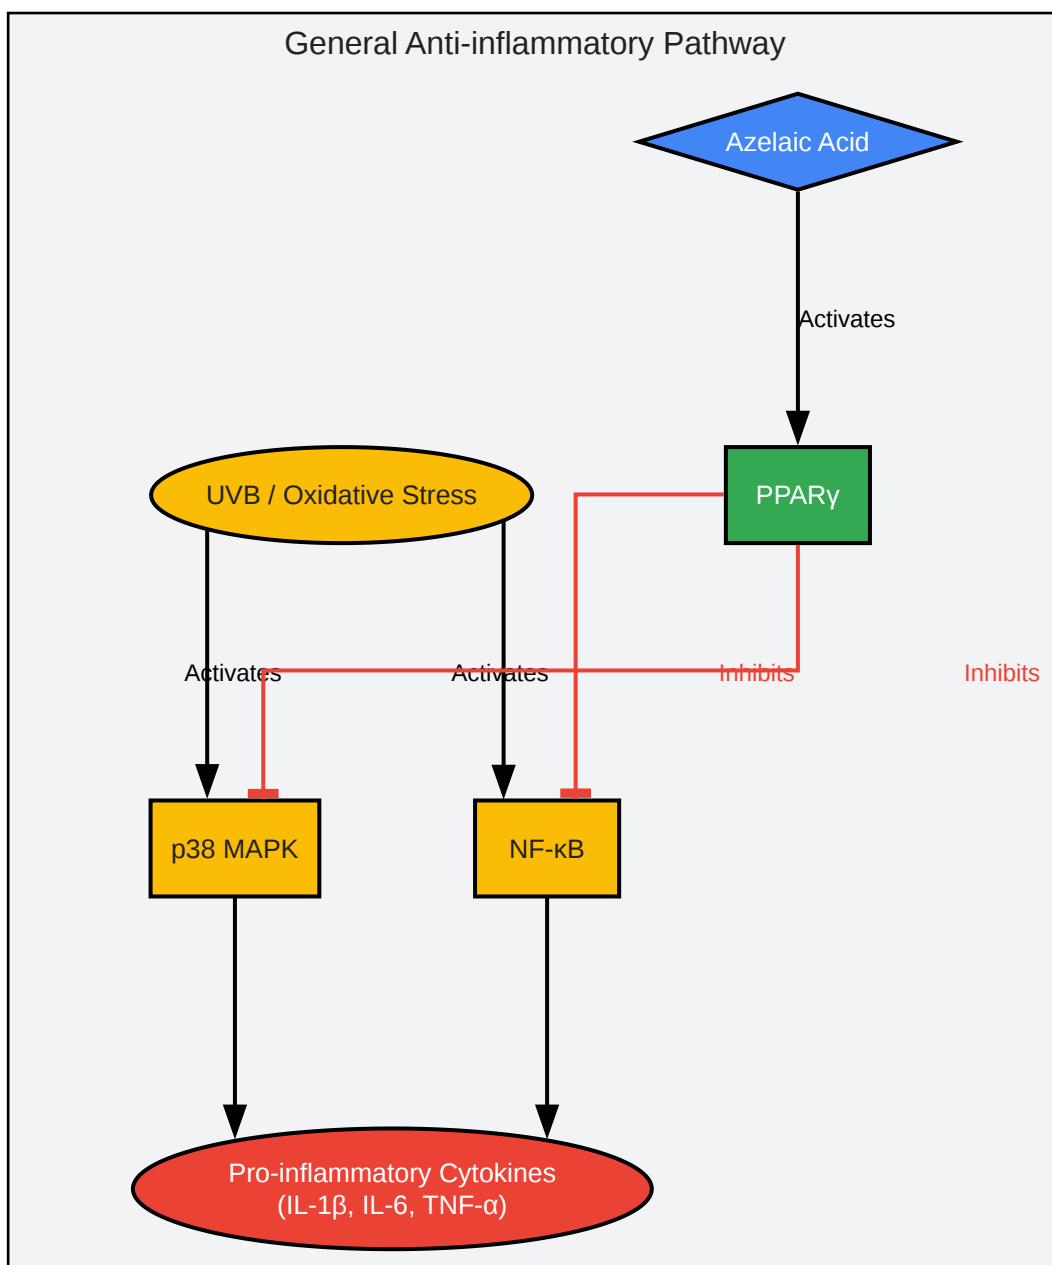 General Anti-inflammatory Pathway
Azelaic Acid
Activates
UVB / Oxidative Stress
PPARγ
Activates
Activates
Inhibits
Inhibits
p38 MAPK
NF-κB
Pro-inflammatory Cytokines
(IL-1β, IL-6, TNF-α)